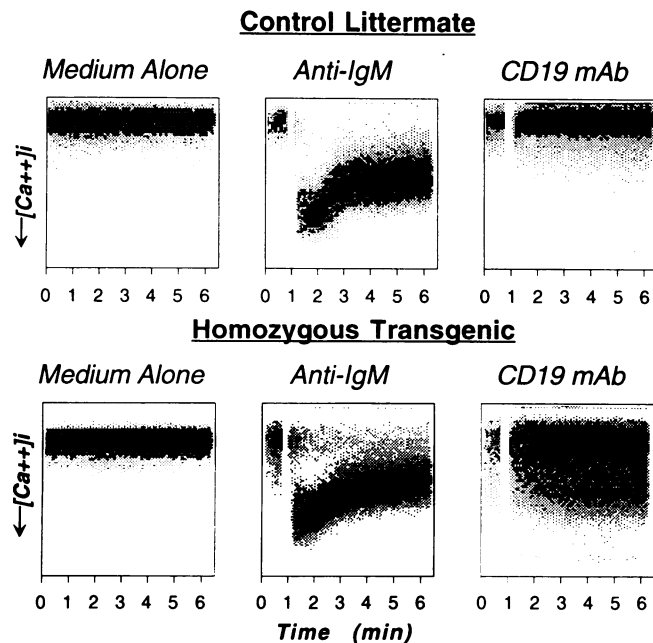 Control Littermate
Medium Alone
Anti-IgM
CD19 mAb
←[Ca++]i
0 1 2 3 4 5 6
0 1 2 3 4 5 6
0 1 2 3 4 5 6
Homozygous Transgenic
Medium Alone
Anti-IgM
CD19 mAb
←[Ca++]i
0 1 2 3 4 5 6
0 1 2 3 4 5 6
0 1 2 3 4 5 6
Time (min)